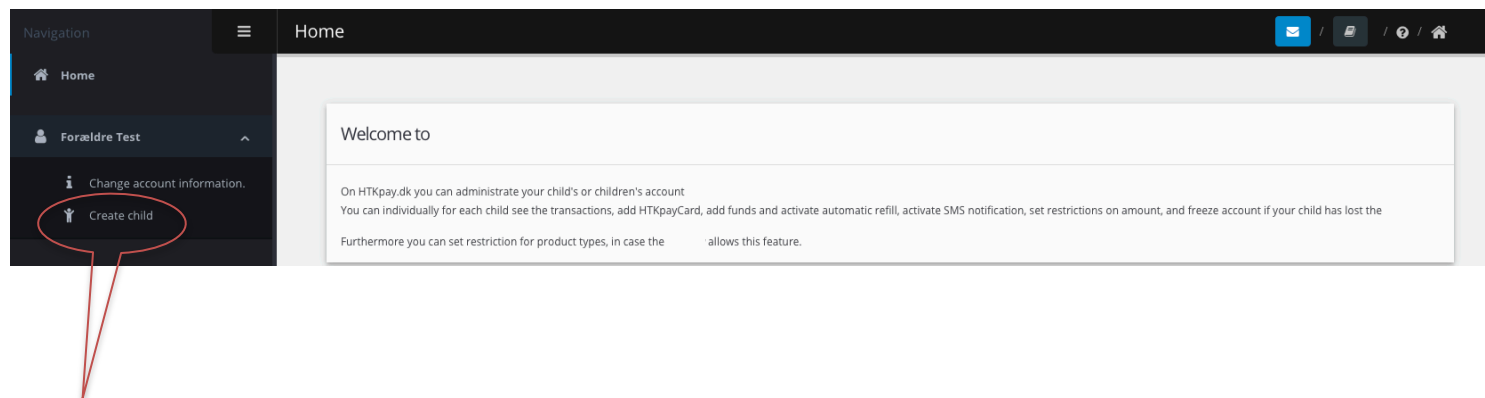 Navigation
Home
Home
Forældre Test
Change account information.
Create child
/ / /
Welcome to
On HTKpay.dk you can administrate your child's or children's account
You can individually for each child see the transactions, add HTKpayCard, add funds and activate automatic refill, activate SMS notification, set restrictions on amount, and freeze account if your child has lost the
Furthermore you can set restriction for product types, in case the allows this feature.